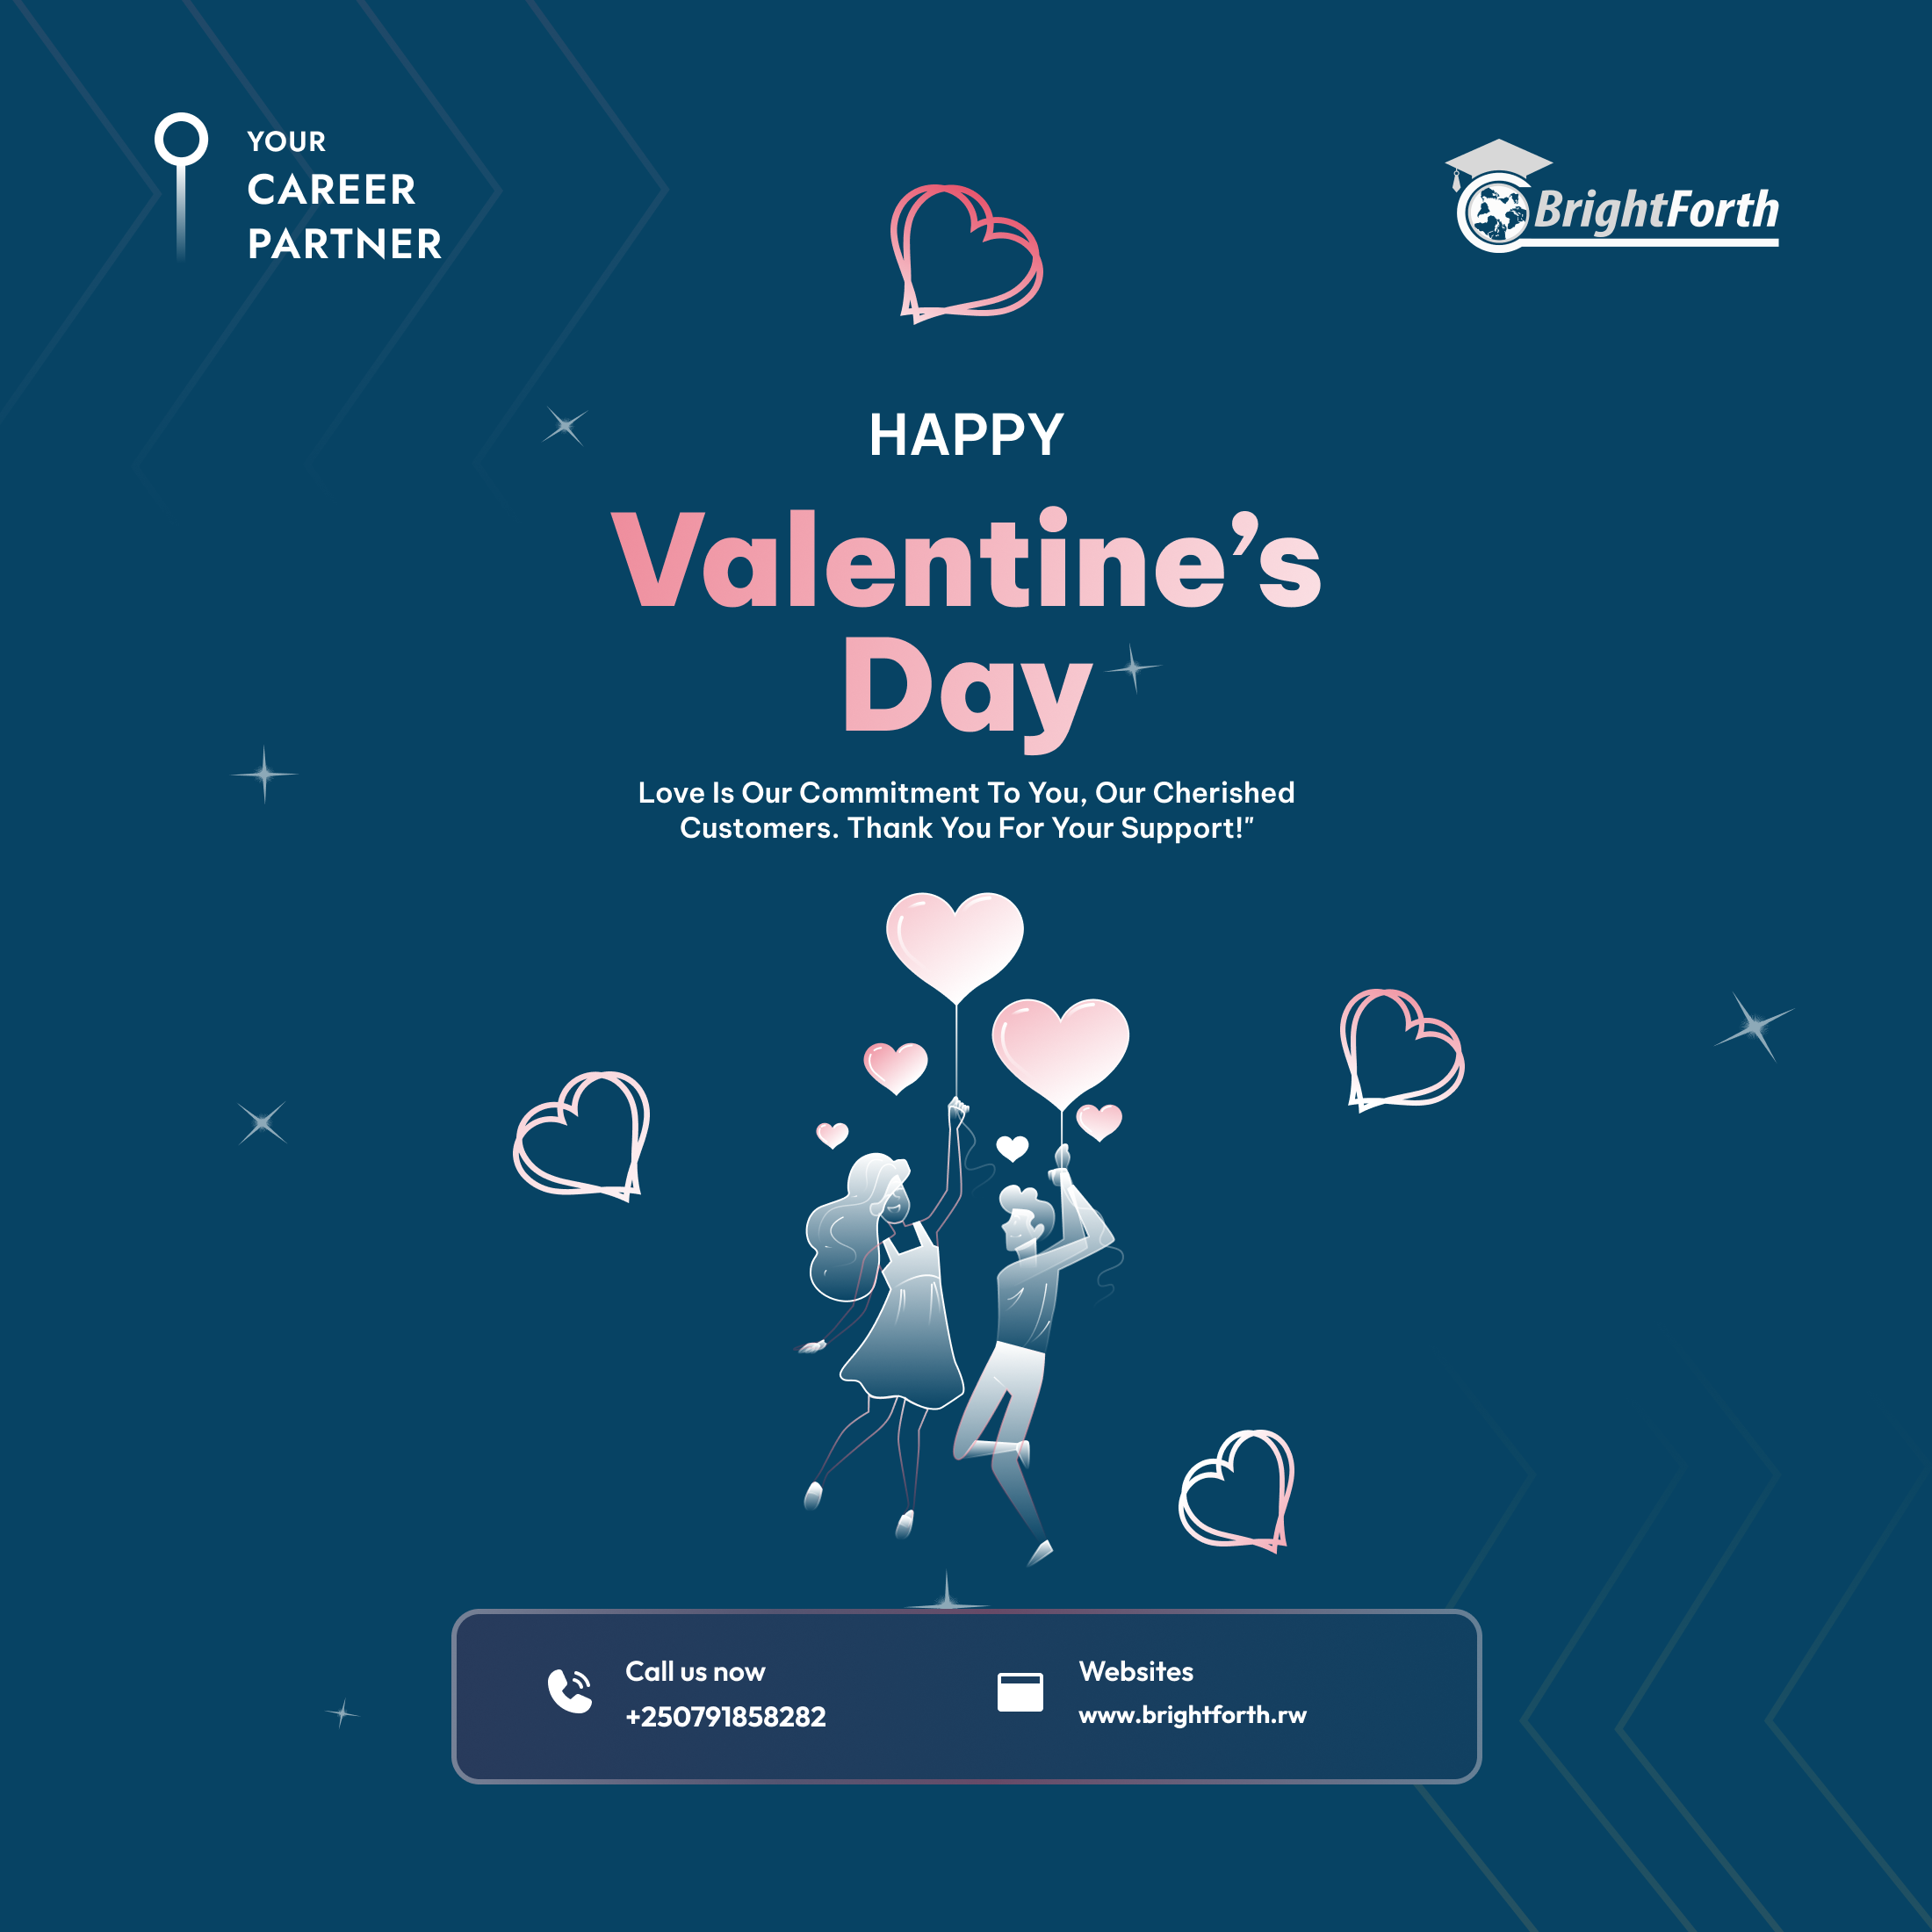 YOUR
CAREER
PARTNER
BrightForth
HAPPY
Valentine’s
Day
Love Is Our Commitment To You, Our Cherished
Customers. Thank You For Your Support!"
Call us now
+250791858282
Websites
www.brightforth.rw